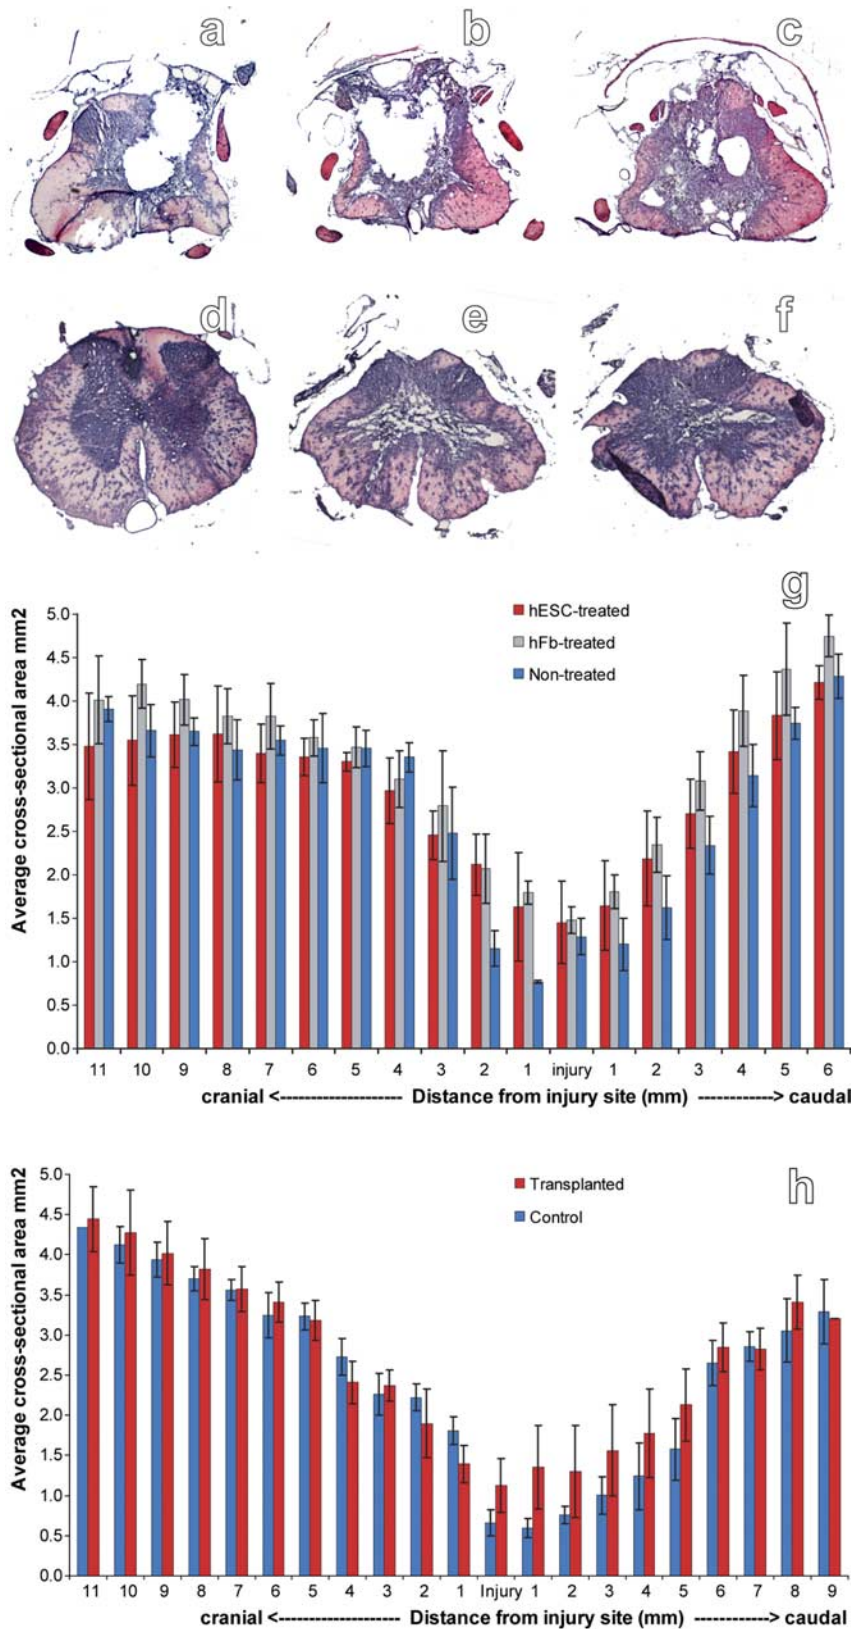 a b c
d e f
g
Average cross-sectional area mm2
5.0
4.5
4.0
3.5
3.0
2.5
2.0
1.5
1.0
0.5
0.0
hESC-treated
hFb-treated
Non-treated
11 10 9 8 7 6 5 4 3 2 1 injury 1 2 3 4 5 6
cranial <-------------------- Distance from injury site (mm) ------------> caudal
h
Average cross-sectional area mm2
5.0
4.5
4.0
3.5
3.0
2.5
2.0
1.5
1.0
0.5
0.0
Transplanted
Control
11 10 9 8 7 6 5 4 3 2 1 Injury 1 2 3 4 5 6 7 8 9
cranial <-------------------- Distance from injury site (mm) ------------> caudal